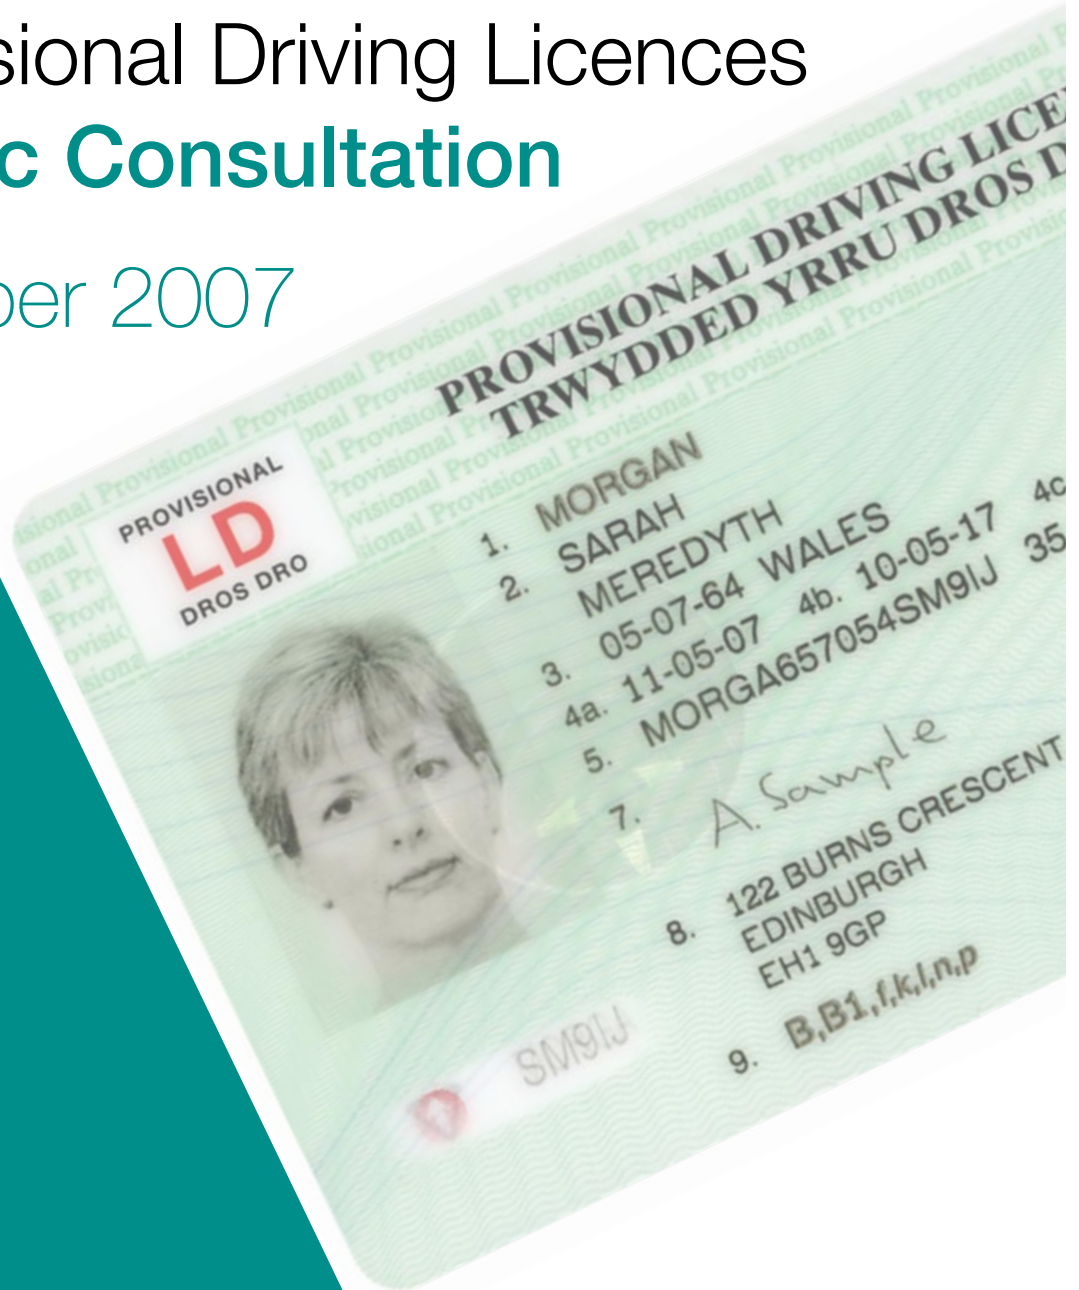 sional Driving Licences
c Consultation
ber 2007
PROVISIONAL DRIVING LICE
TRWYDDED YRRU DROS D
PROVISIONAL
LD
DROS DRO
1. MORGAN
2. SARAH
MEREDYTH
3. 05-07-64 WALES
4a. 11-05-07 4b. 10-05-17 4c
5. MORGA657054SM9IJ 35
7. A. Sample
8. 122 BURNS CRESCENT
EDINBURGH
EH1 9GP
9. B,B1,f,k,l,n,p
SM9IJ